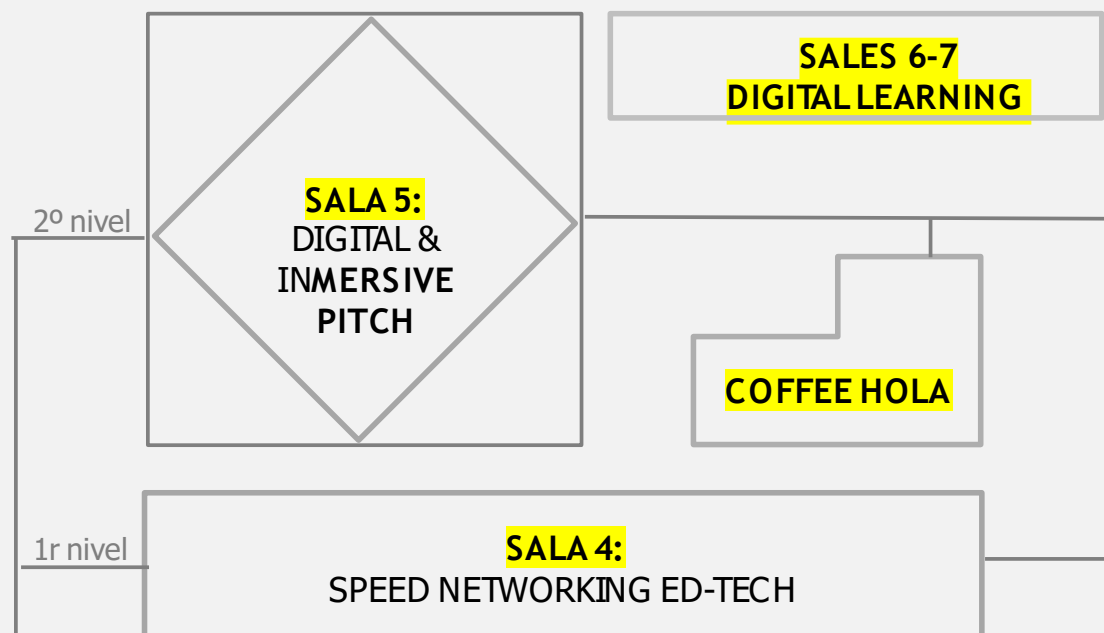 SALES 6-7
DIGITAL LEARNING
SALA 5:
DIGITAL &
INMERSIVE
PITCH
2º nivel
COFFEE HOLA
1r nivel
SALA 4:
SPEED NETWORKING ED-TECH